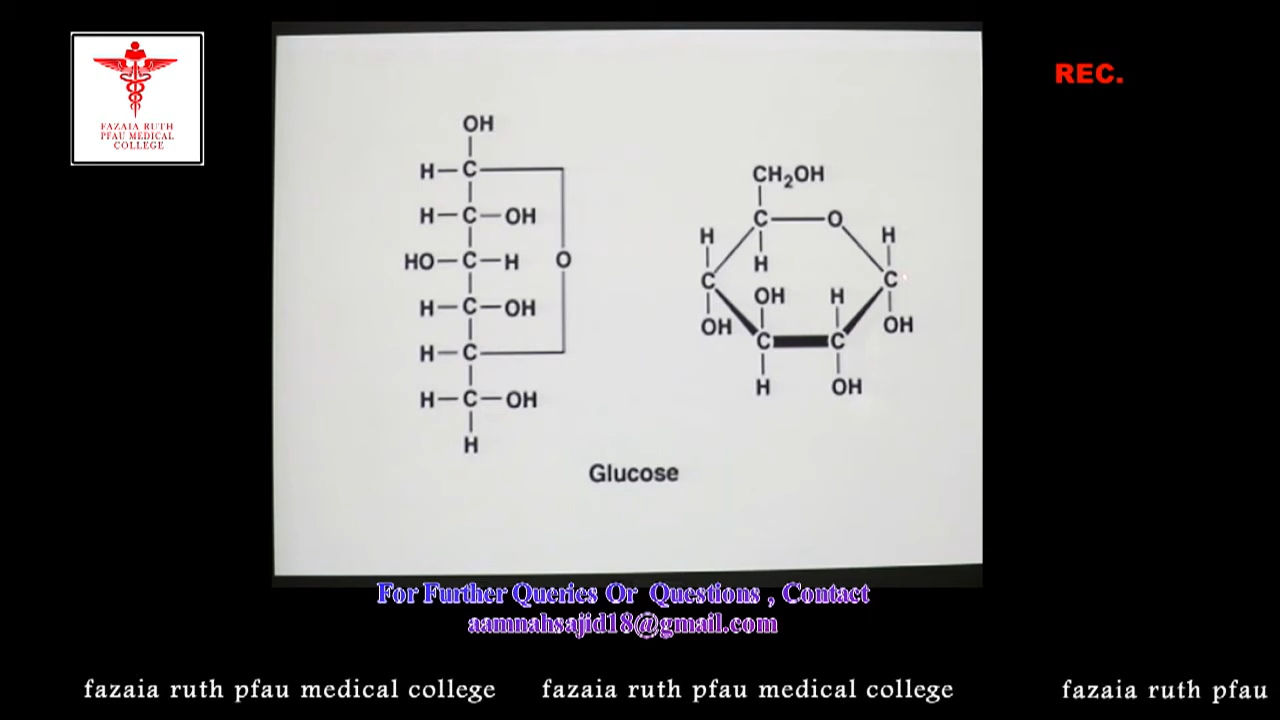 FAZAIA RUTH
PFAU MEDICAL
COLLEGE
REC.
OH
H C
H C OH
HO C H O
H C OH
H C
H C OH
H
CH2OH
C O
H H
H
C C
OH H
OH OH
C C
H OH
Glucose
For Further Queries Or Questions , Contact
aamnahsajid18@gmail.com
fazaia ruth pfau medical college fazaia ruth pfau medical college fazaia ruth pfau